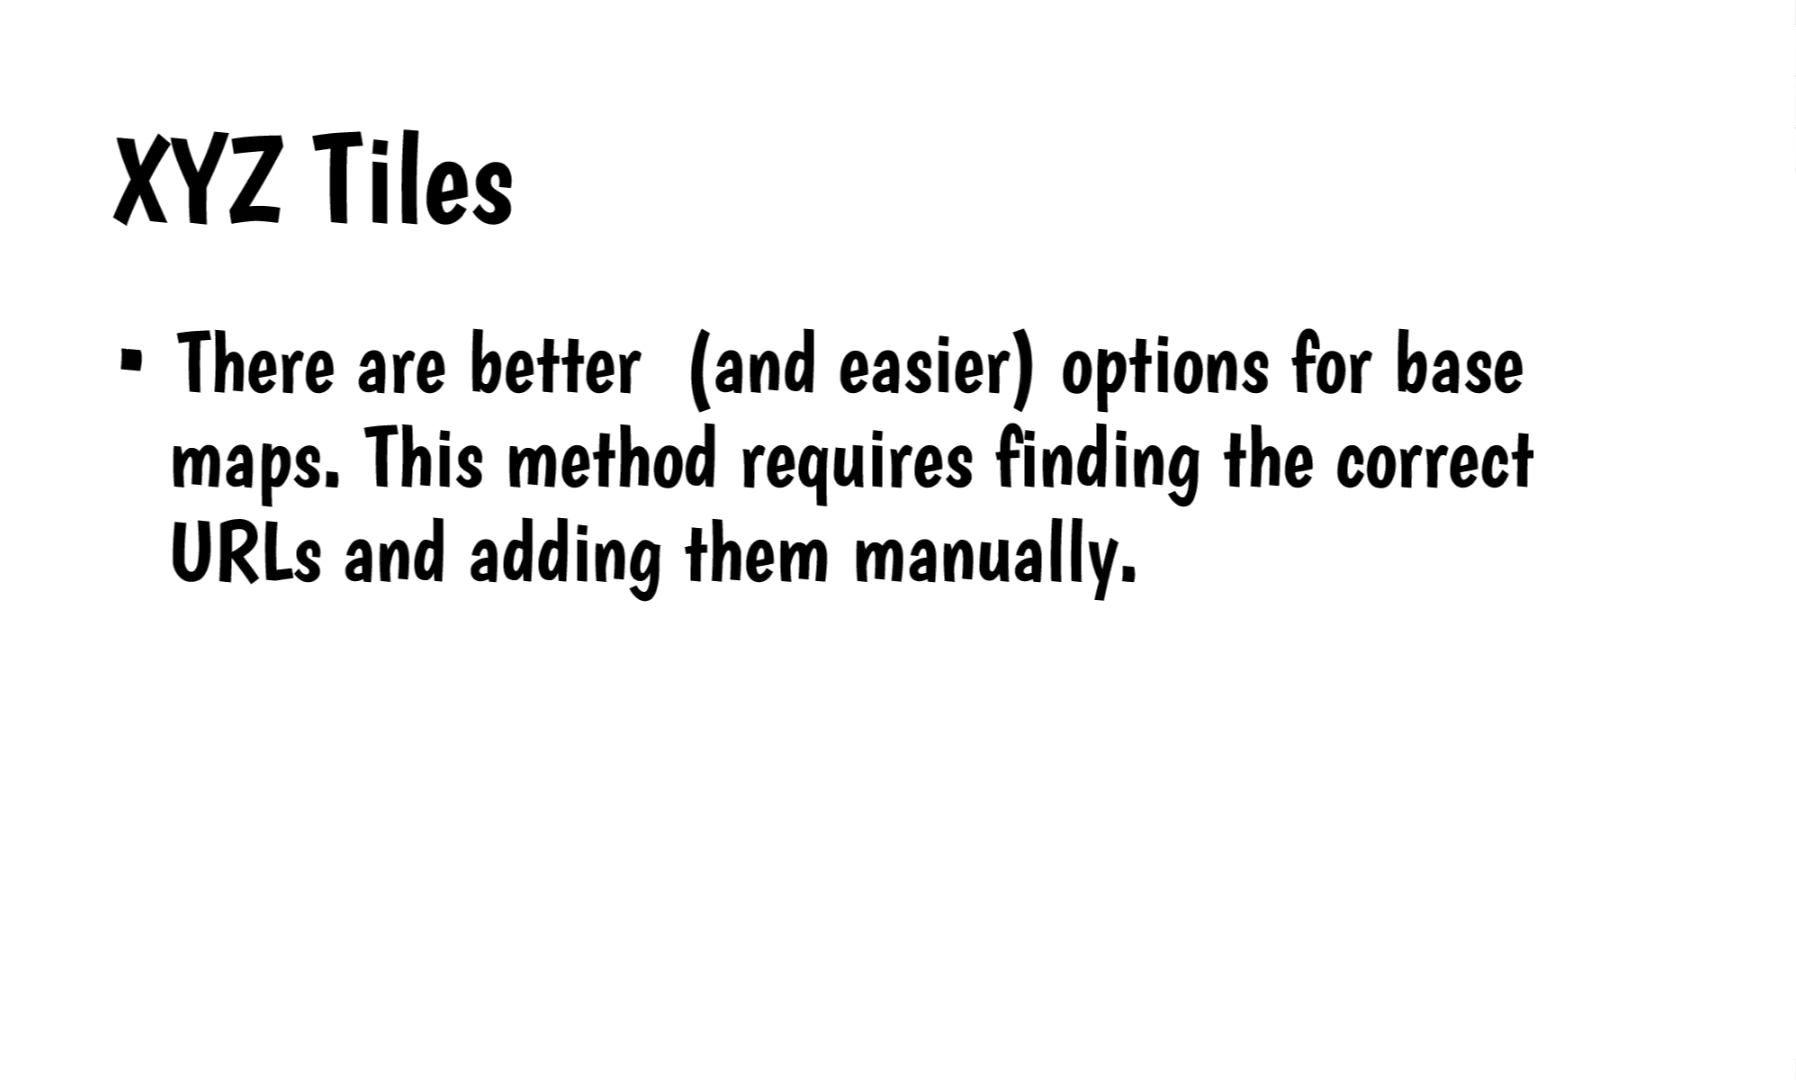 XYZ Tiles
▪ There are better  (and easier) options for base
maps. This method requires finding the correct
URLs and adding them manually.